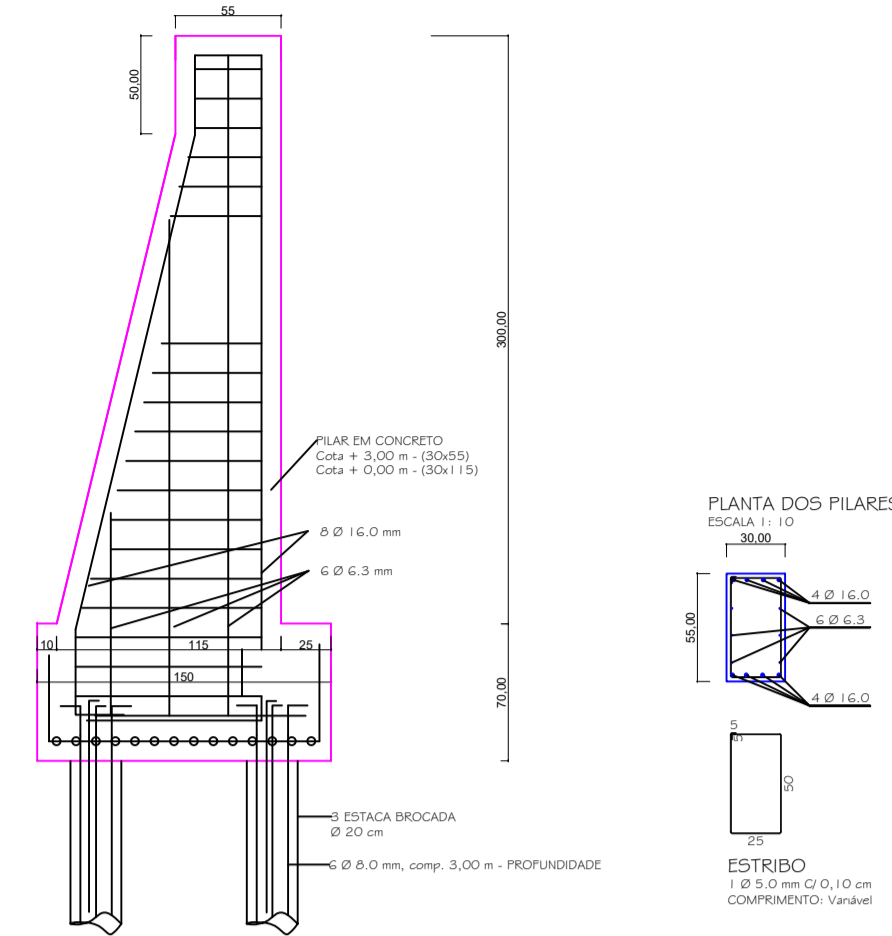 55
50,00
300,00
PILAR EM CONCRETO
Cota + 3,00 m - (30x55)
Cota + 0,00 m - (30x115)
8 Ø 16.0 mm
6 Ø 6.3 mm
10
115
25
150
70,00
3 ESTACA BROCADA
Ø 20 cm
6 Ø 8.0 mm, comp. 3,00 m - PROFUNDIDADE
PLANTA DOS PILARES
ESCALA 1: 10
30,00
55,00
4 Ø 16.0
6 Ø 6.3
4 Ø 16.0
5
5
50
25
ESTRIBO
1 Ø 5.0 mm C/ 0,10 cm
COMPRIMENTO: Variável